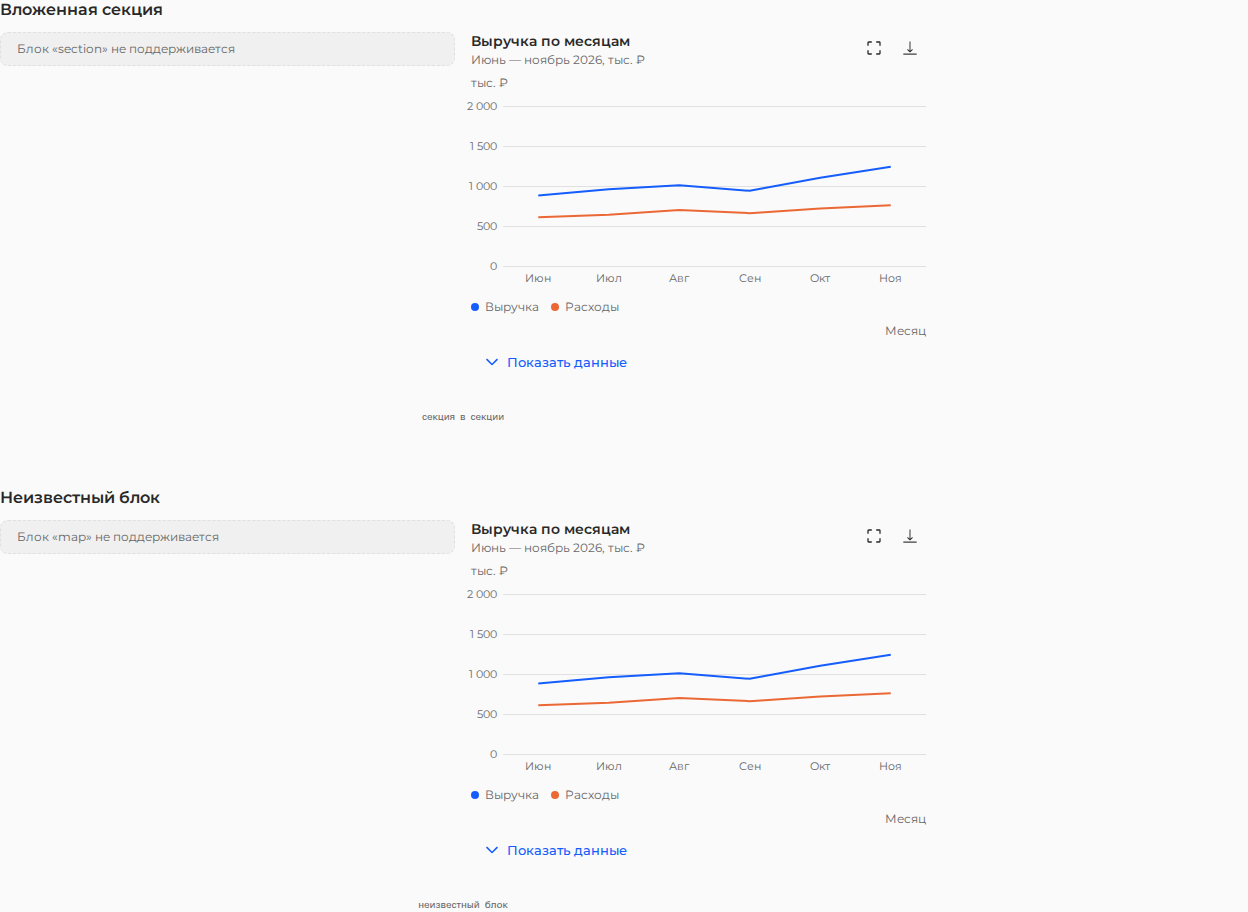 Вложенная секция
Блок «section» не поддерживается
Выручка по месяцам
Июнь — ноябрь 2026, тыс. ₽
тыс. ₽
2 000
1 500
1 000
500
0
Июн Июл Авг Сен Окт Ноя
Выручка Расходы
Месяц
Показать данные
секция в секции
Неизвестный блок
Блок «map» не поддерживается
Выручка по месяцам
Июнь — ноябрь 2026, тыс. ₽
тыс. ₽
2 000
1 500
1 000
500
0
Июн Июл Авг Сен Окт Ноя
Выручка Расходы
Месяц
Показать данные
неизвестный блок